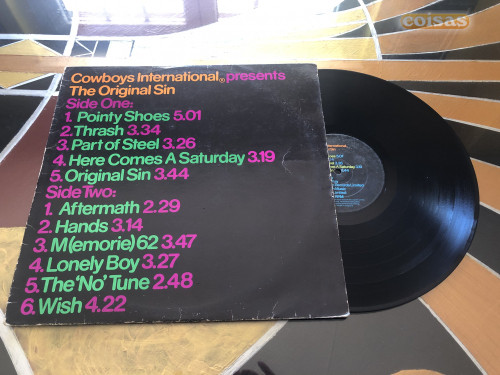 coisas
Cowboys International® presents
The Original Sin
Side One:
1. Pointy Shoes 5.01
2. Thrash 3.34
3. Part of Steel 3.26
4. Here Comes A Saturday 3.19
5. Original Sin 3.44
Side Two:
1. Aftermath 2.29
2. Hands 3.14
3. M(emorie)62 3.47
4. Lonely Boy 3.27
5. The 'No' Tune 2.48
6. Wish 4.22